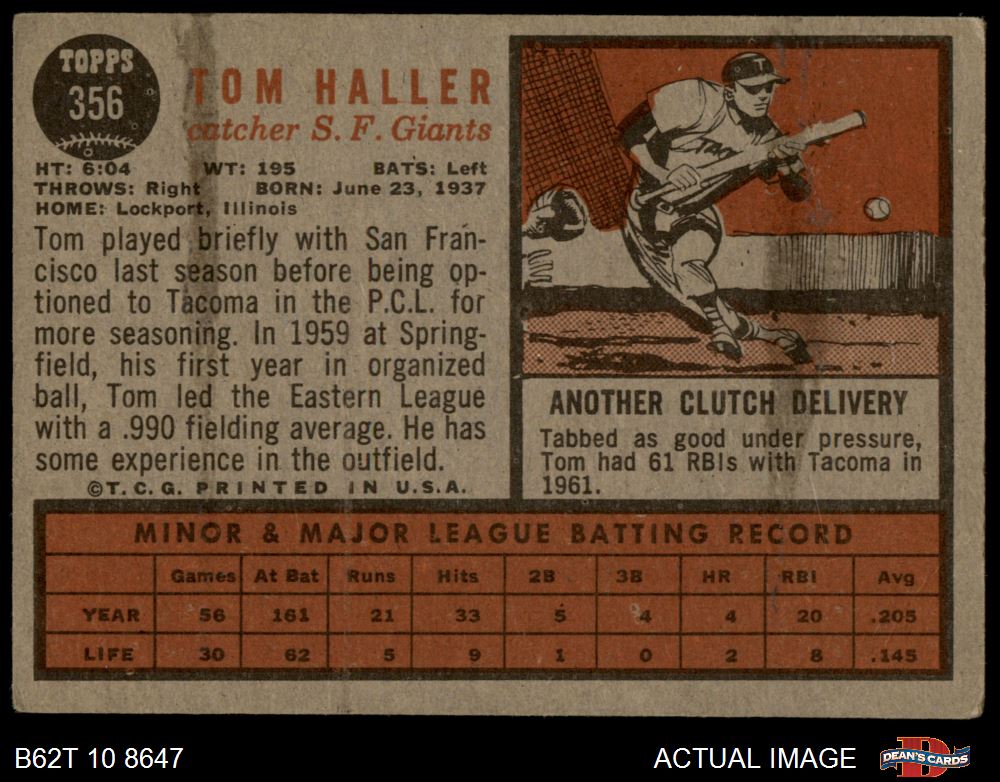 TOPPS
356
TOM HALLER
catcher S. F. Giants
HT: 6:04 WT: 195 BATS: Left
THROWS: Right BORN: June 23, 1937
HOME: Lockport, Illinois
Tom played briefly with San Fran-
cisco last season before being op-
tioned to Tacoma in the P.C.L. for
more seasoning. In 1959 at Spring-
field, his first year in organized
ball, Tom led the Eastern League
with a .990 fielding average. He has
some experience in the outfield.
©T.C.G. PRINTED IN U.S.A.
T
TAC
ANOTHER CLUTCH DELIVERY
Tabbed as good under pressure,
Tom had 61 RBIs with Tacoma in
1961.
MINOR & MAJOR LEAGUE BATTING RECORD
Games At Bat Runs Hits 2B 3B HR RBI Avg
YEAR 56 161 21 33 5 4 4 20 .205
LIFE 30 62 5 9 1 0 2 8 .145
B62T 10 8647
ACTUAL IMAGE
D
DEAN'S CARDS